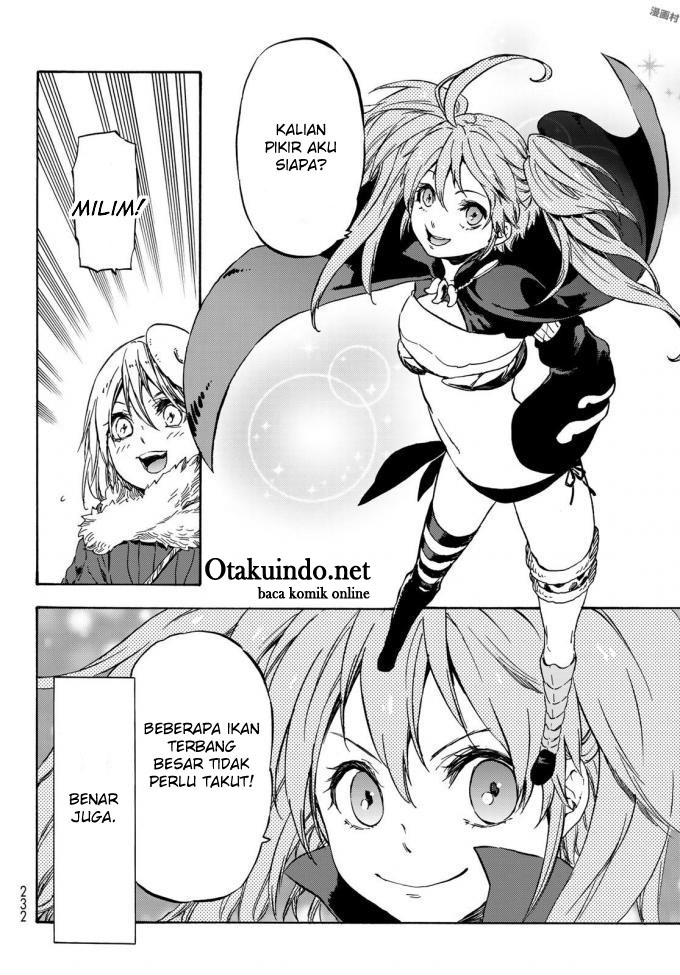 漫画村
KALIAN
PIKIR AKU
SIAPA?
MILIM!
Otakuindo.net
baca komik online
BEBERAPA IKAN
TERBANG
BESAR TIDAK
PERLU TAKUT!
BENAR
JUGA.
232